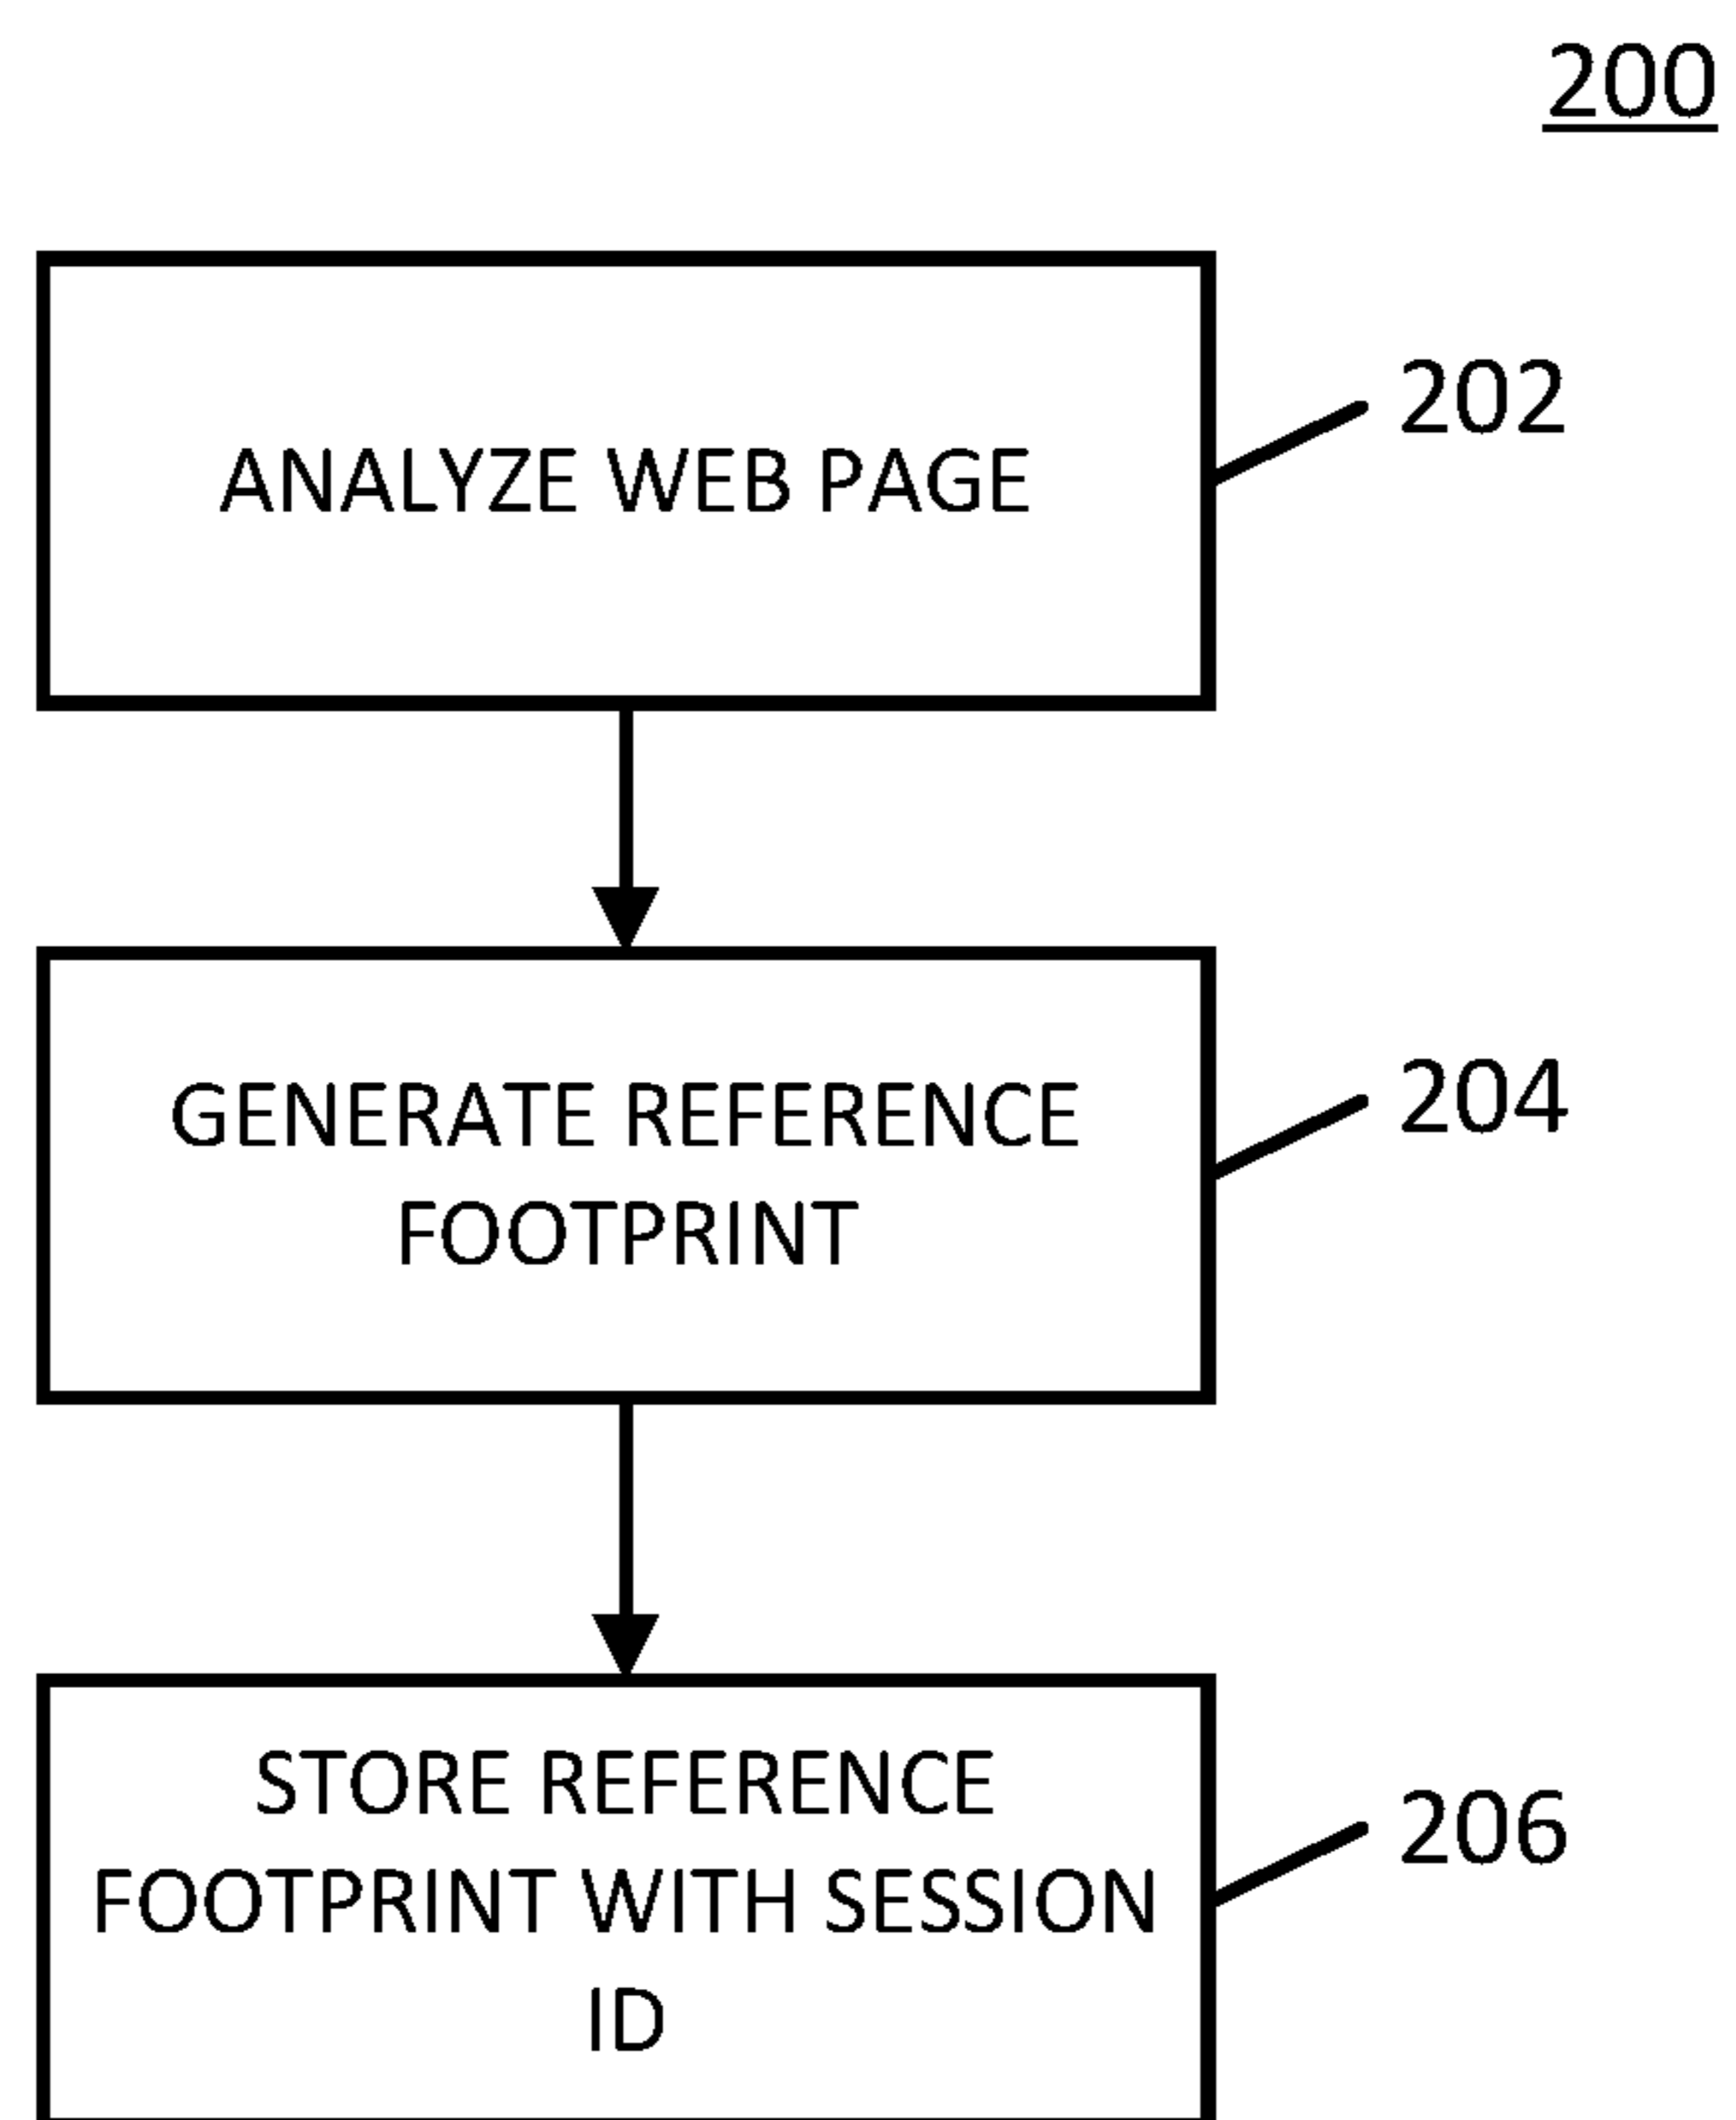 200
ANALYZE WEB PAGE
202
GENERATE REFERENCE
FOOTPRINT
204
STORE REFERENCE
FOOTPRINT WITH SESSION
ID
206